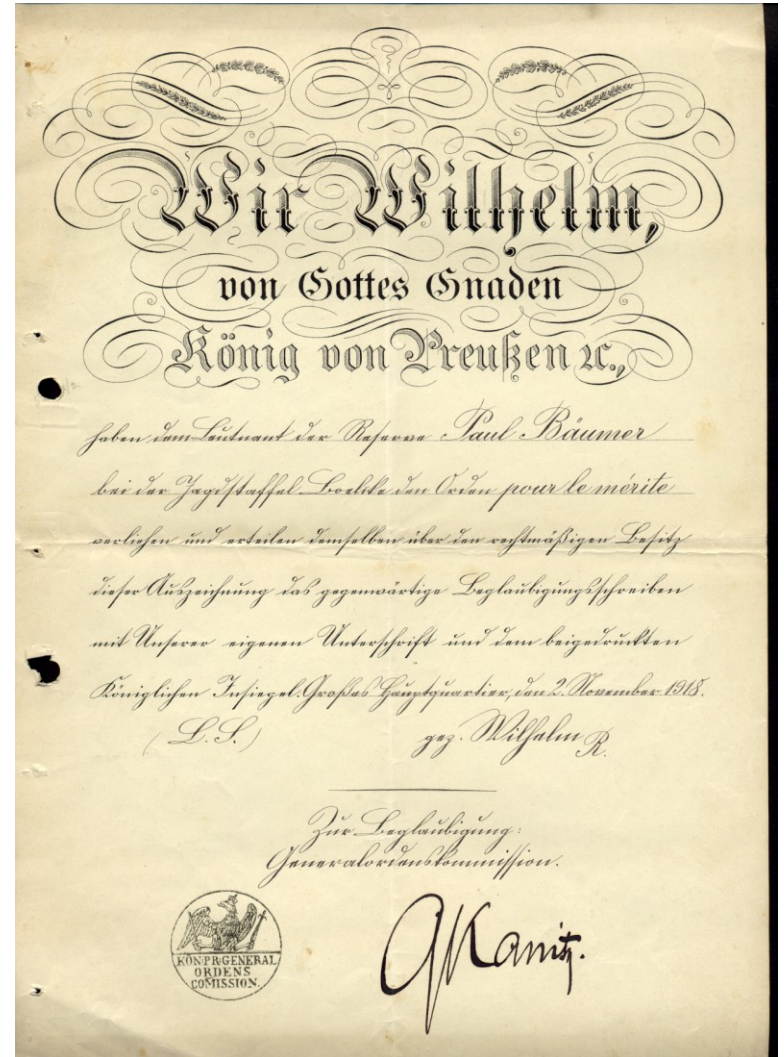 Wir Wilhelm,
von Gottes Gnaden
König von Preußen ꝛc.,
haben dem Leutnant der Reserve Paul Bäumer
bei der Jagdstaffel Boelcke den Orden pour le mérite
verliehen und erteilen demselben über den rechtmäßigen Besitz
dieser Auszeichnung das gegenwärtige Beglaubigungsschreiben
mit Unserer eigenen Unterschrift und dem beigedruckten
Königlichen Insiegel. Großes Hauptquartier, den 2. November 1918.
(L.S.) gez. Wilhelm R.
Zur Beglaubigung:
Generalordenskommission.
KÖN·PR·GENERAL
ORDENS
COMISSION.
GKanitz.